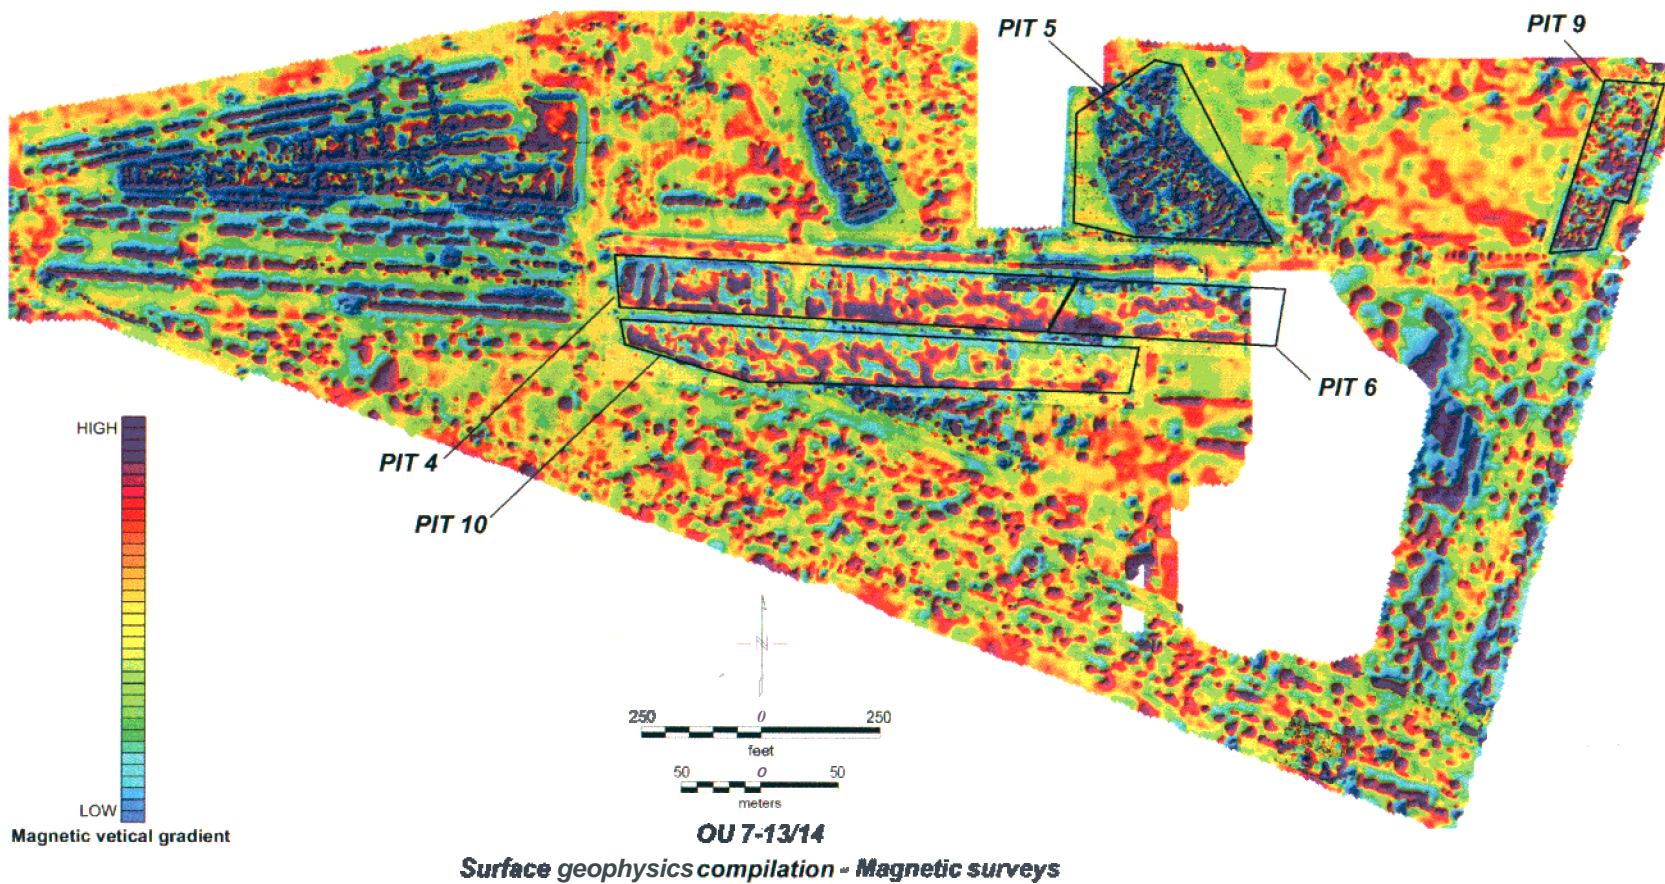 PIT 5
PIT 9
PIT 6
PIT 4
PIT 10
HIGH
LOW
Magnetic vetical gradient
N
250 0 250
feet
50 0 50
meters
OU 7-13/14
Surface geophysics compilation - Magnetic surveys